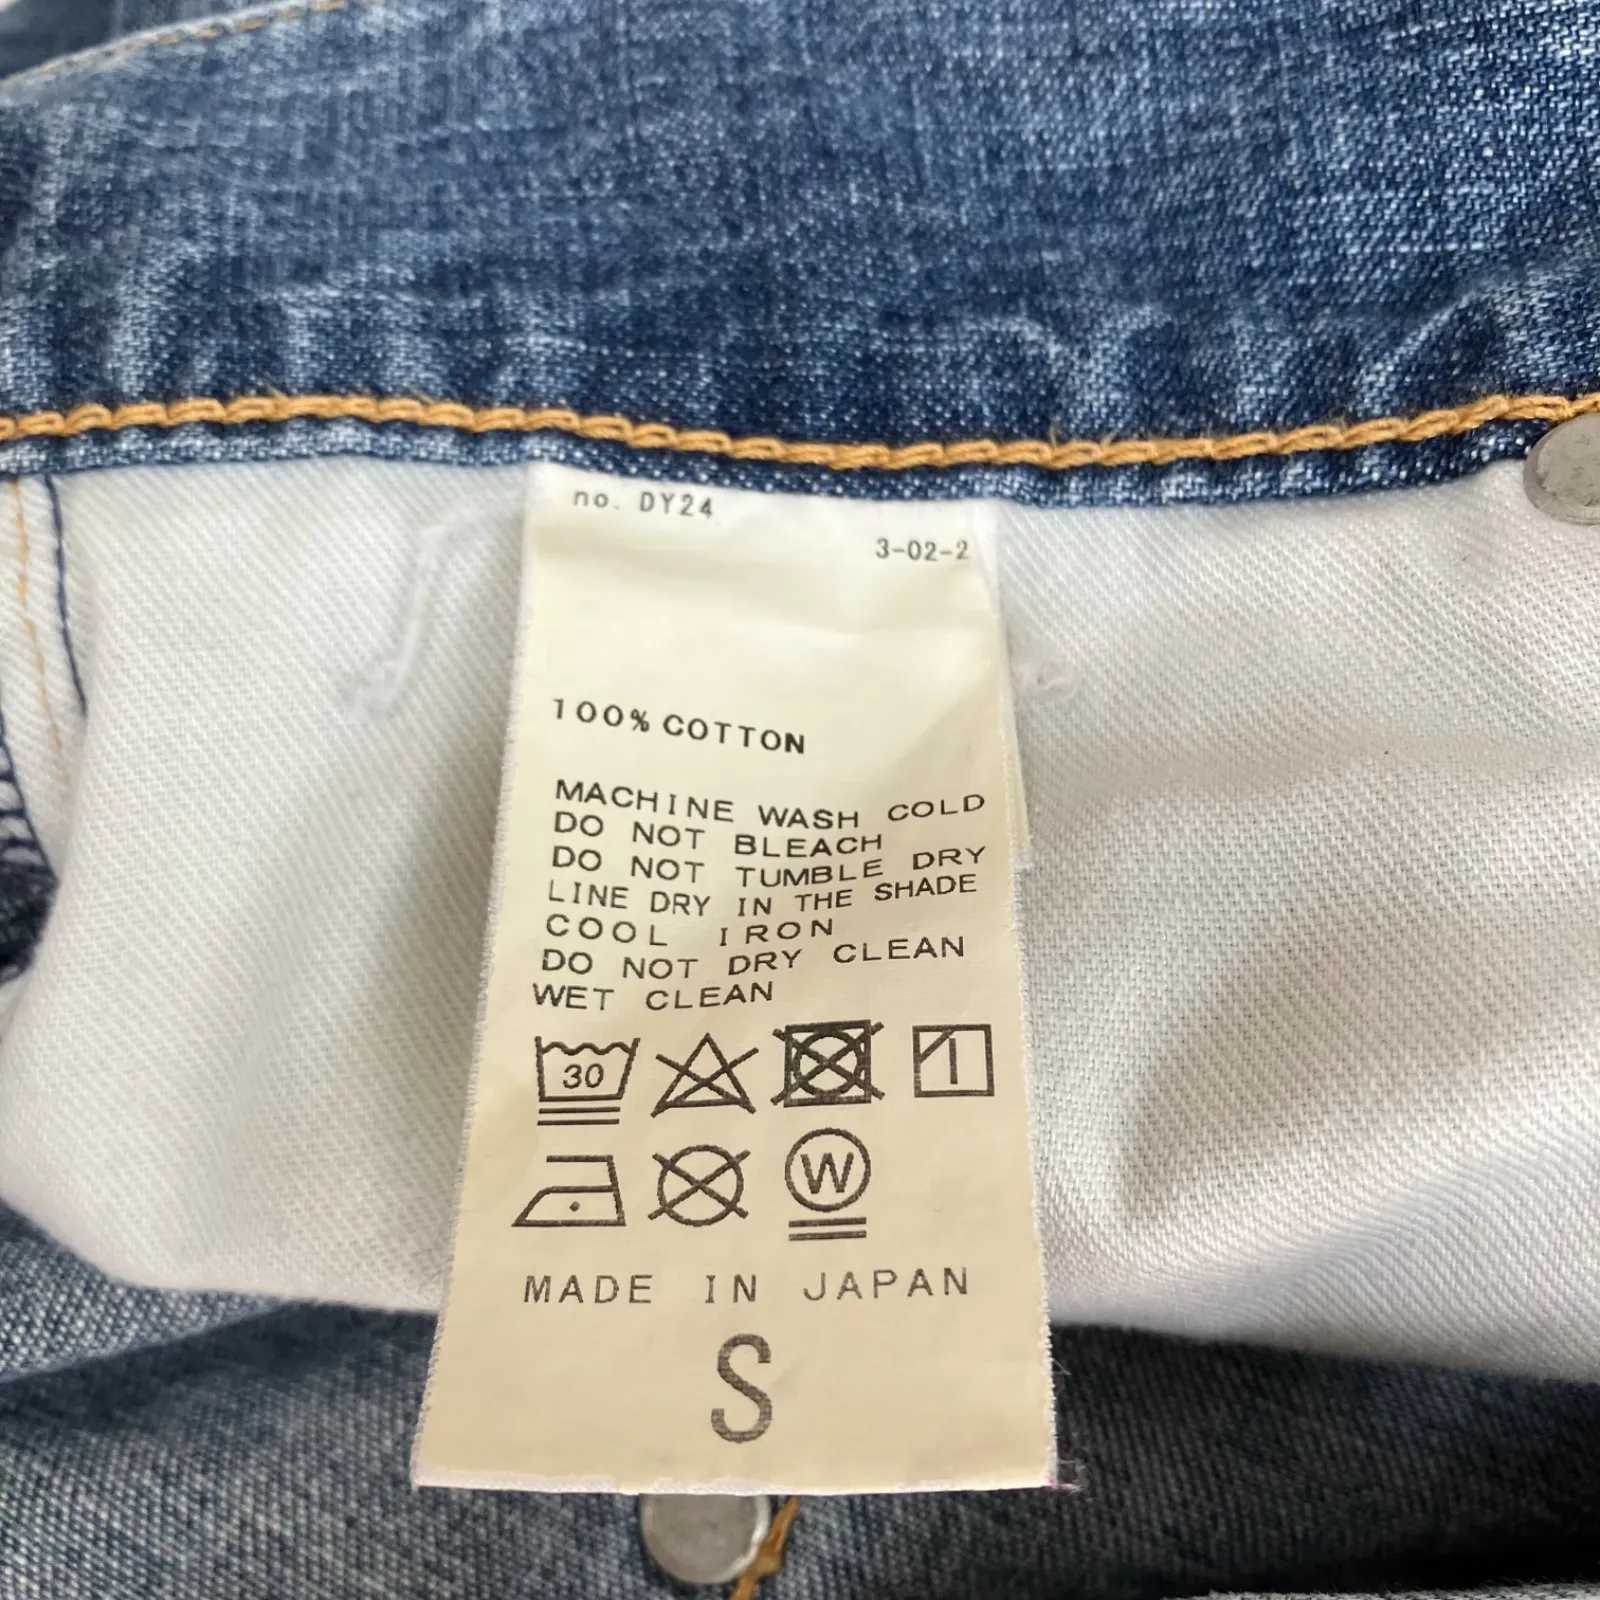 no. DY24
3-02-2
100% COTTON
MACHINE WASH COLD
DO NOT BLEACH
DO NOT TUMBLE DRY
LINE DRY IN THE SHADE
COOL IRON
DO NOT DRY CLEAN
WET CLEAN
30
W
MADE IN JAPAN
S